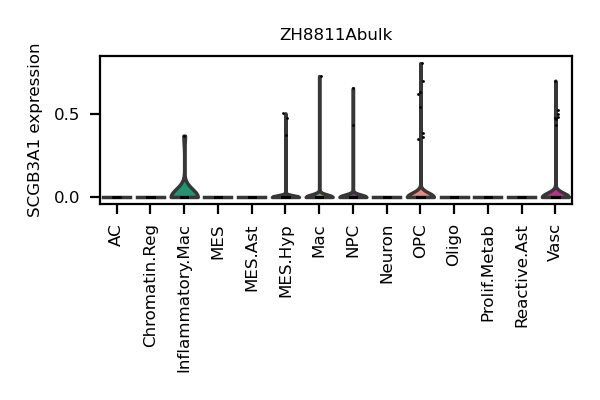 ZH8811Abulk
SCGB3A1 expression
0.5
0.0
AC
Chromatin.Reg
Inflammatory.Mac
MES
MES.Ast
MES.Hyp
Mac
NPC
Neuron
OPC
Oligo
Prolif.Metab
Reactive.Ast
Vasc